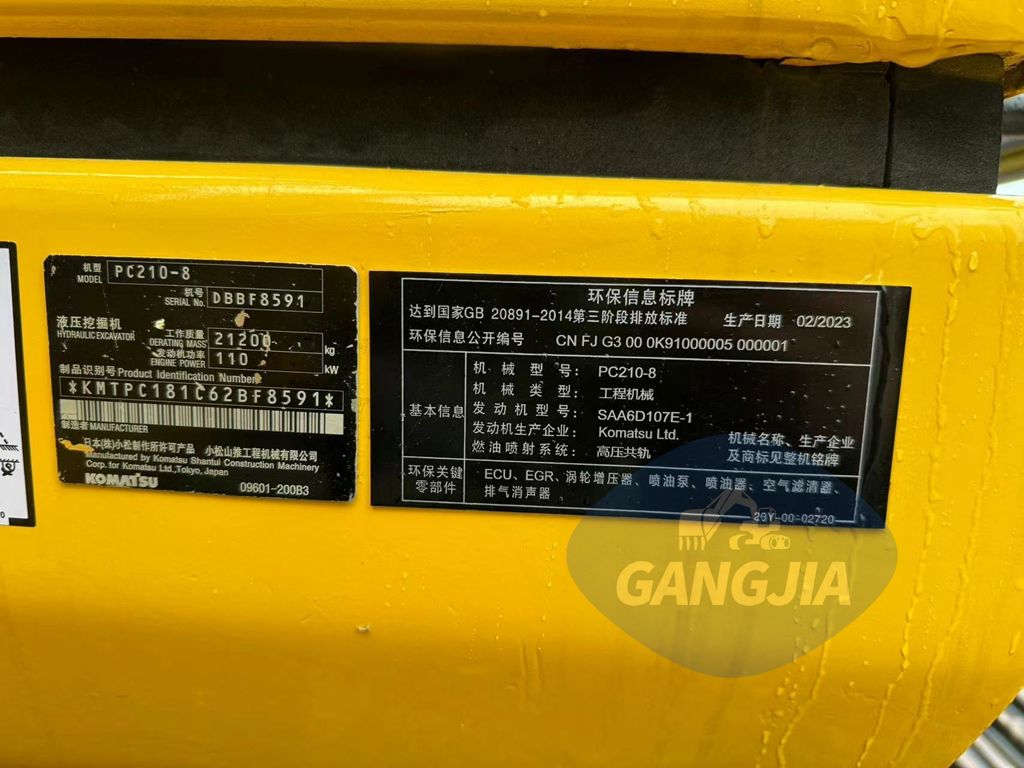 机型
MODEL
PC210-8
机号
SERIAL No.
DBBF8591
液压挖掘机
HYDRAULIC EXCAVATOR
工作质量
OPERATING MASS
21200
kg
发动机功率
ENGINE POWER
110
kW
制品识别号 Product Identification Number
*KMTPC181C62BF8591*
制造者 MANUFACTURER
日本(株)小松制作所许可产品 小松山推工程机械有限公司
Manufactured by Komatsu Shantui Construction Machinery
Corp. for Komatsu Ltd., Tokyo, Japan
KOMATSU
09601-200B3
环保信息标牌
达到国家GB 20891-2014第三阶段排放标准 生产日期 02/2023
环保信息公开编号 CN FJ G3 00 0K91000005 000001
基本信息
机械型号: PC210-8
机械类型: 工程机械
发动机型号: SAA6D107E-1
发动机生产企业: Komatsu Ltd.
燃油喷射系统: 高压共轨
机械名称、生产企业
及商标见整机铭牌
环保关键
零部件
ECU、EGR、涡轮增压器、喷油泵、喷油器、空气滤清器、
排气消声器
20Y-00-02720
GANGJIA